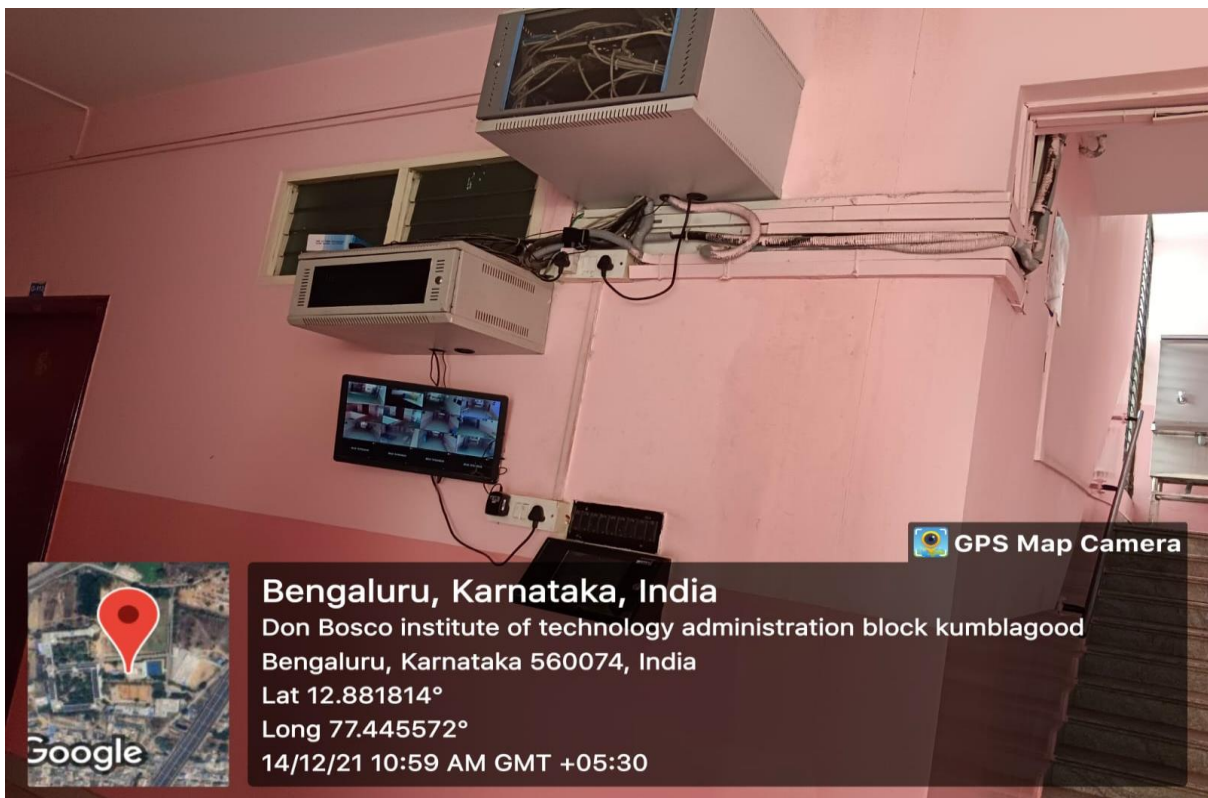 GPS Map Camera
Bengaluru, Karnataka, India
Don Bosco institute of technology administration block kumblagood
Bengaluru, Karnataka 560074, India
Lat 12.881814°
Long 77.445572°
14/12/21 10:59 AM GMT +05:30
Google